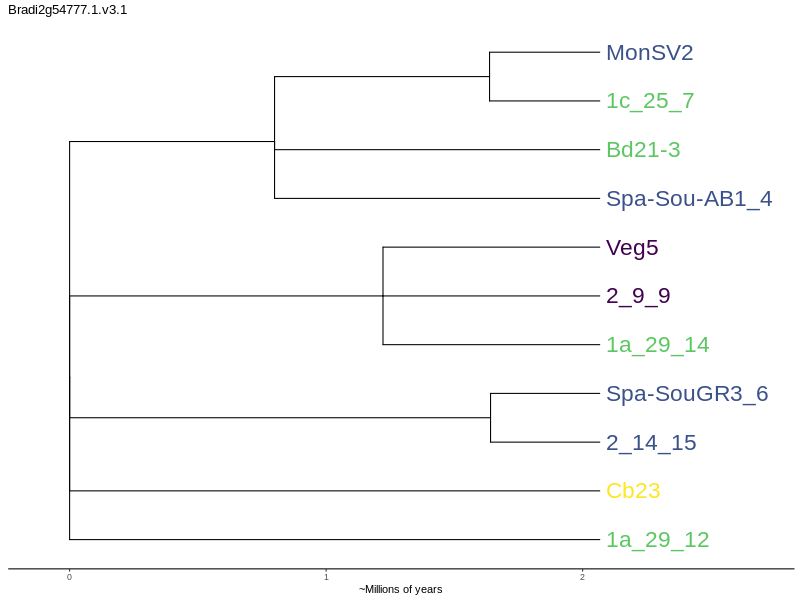 Bradi2g54777.1.v3.1
MonSV2
1c_25_7
Bd21-3
Spa-Sou-AB1_4
Veg5
2_9_9
1a_29_14
Spa-SouGR3_6
2_14_15
Cb23
1a_29_12
0 1 2
~Millions of years